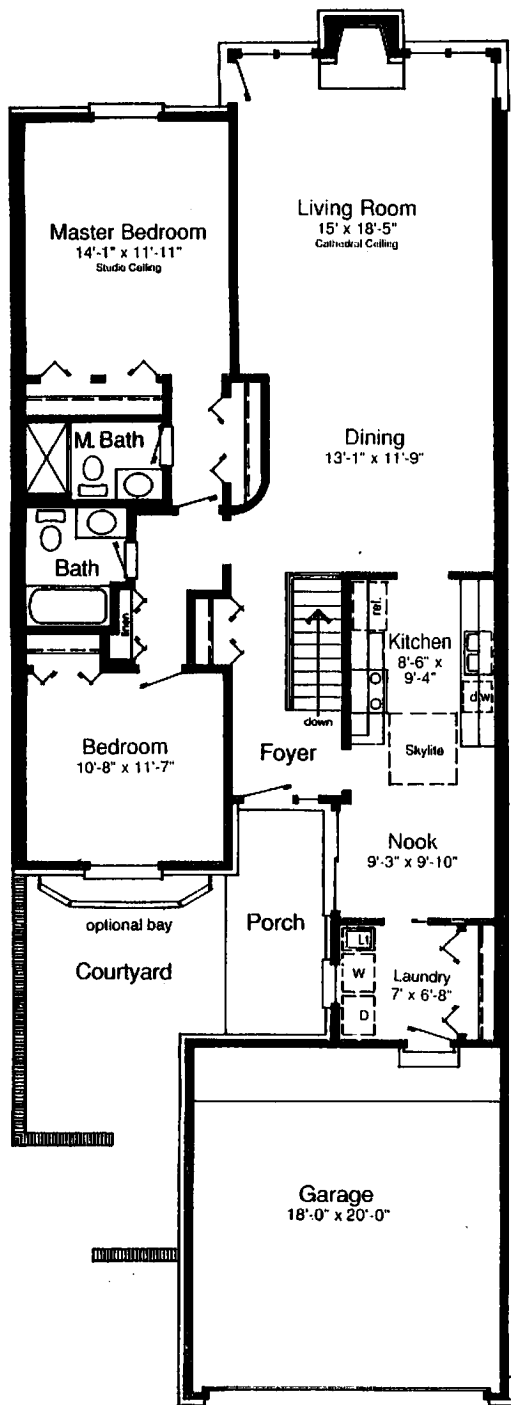 Living Room
15' x 18'-5"
Cathedral Ceiling
Master Bedroom
14'-1" x 11'-11"
Studio Ceiling
M. Bath
Dining
13'-1" x 11'-9"
Bath
linen
ref.
Kitchen
8'-6" x
9'-4"
d/w
down
Skylite
Foyer
Bedroom
10'-8" x 11'-7"
Nook
9'-3" x 9'-10"
optional bay
Porch
Courtyard
Lt
W
D
Laundry
7' x 6'-8"
Garage
18'-0" x 20'-0"